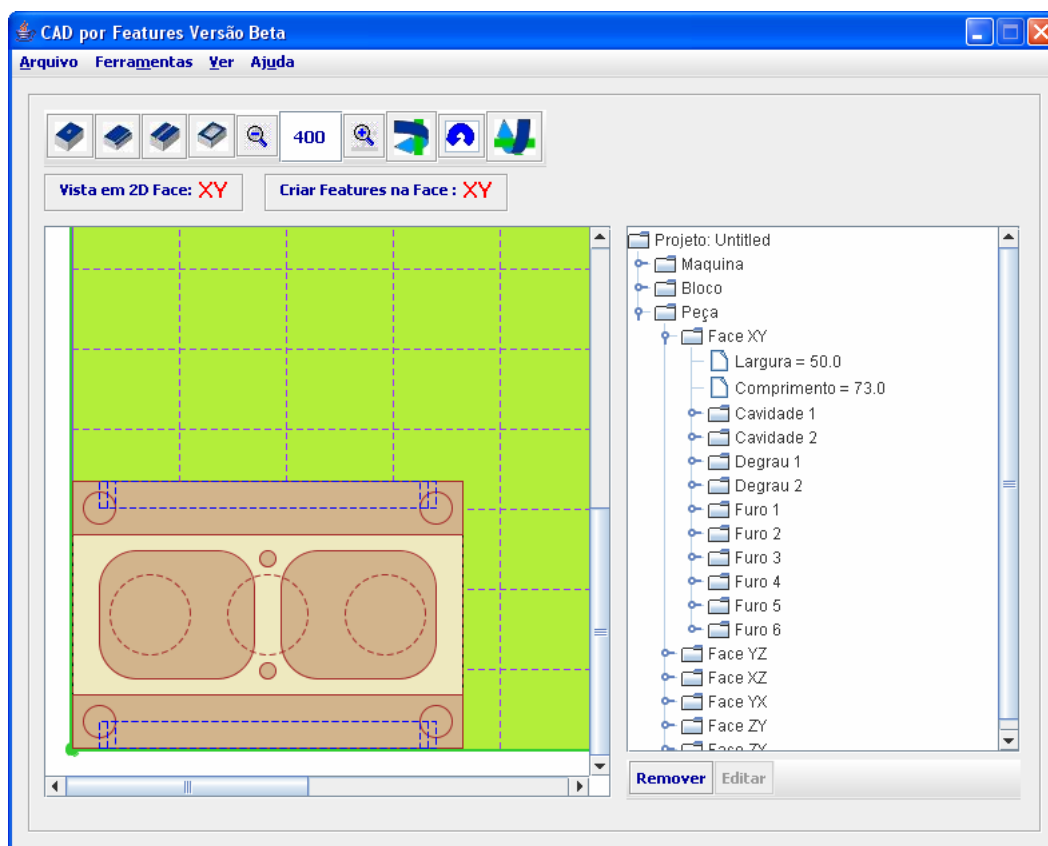 CAD por Features Versão Beta
Arquivo Ferramentas Ver Ajuda
400
Vista em 2D Face: XY Criar Features na Face : XY
Projeto: Untitled
Maquina
Bloco
Peça
Face XY
Largura = 50.0
Comprimento = 73.0
Cavidade 1
Cavidade 2
Degrau 1
Degrau 2
Furo 1
Furo 2
Furo 3
Furo 4
Furo 5
Furo 6
Face YZ
Face XZ
Face YX
Face ZY
Face ZX
Remover Editar